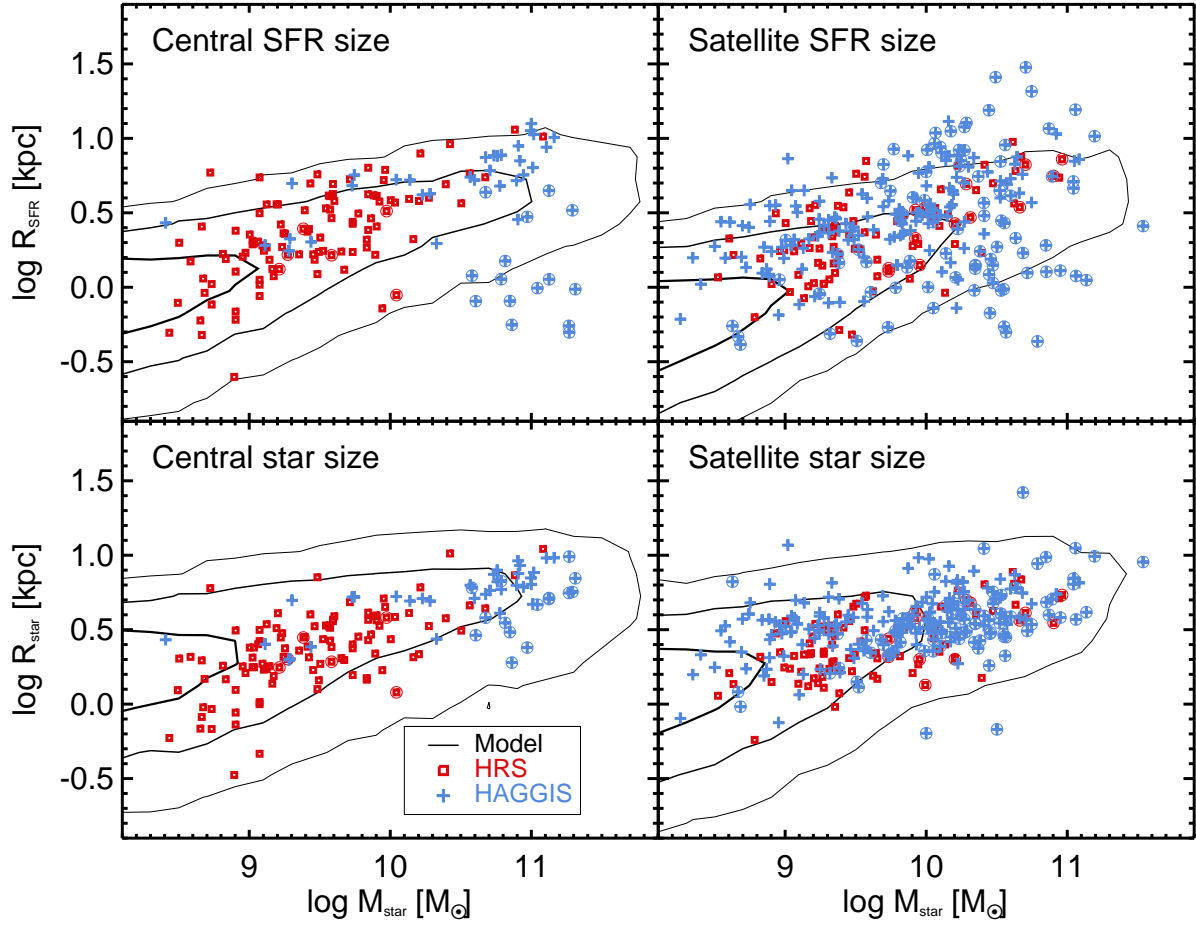 Central SFR size
Satellite SFR size
1.5
1.0
0.5
0.0
-0.5
log R_SFR [kpc]
Central star size
Satellite star size
1.5
1.0
0.5
0.0
-0.5
log R_star [kpc]
Model
HRS
HAGGIS
9 10 11
9 10 11
log M_star [M_⊙]
log M_star [M_⊙]